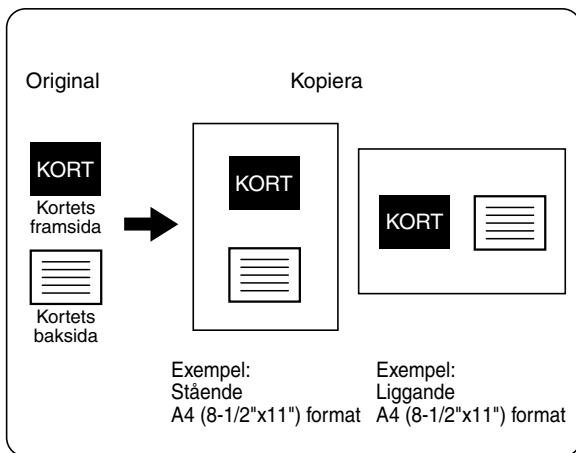 Original
Kopiera
KORT
Kortets
framsida
Kortets
baksida
KORT
KORT
Exempel:
Stående
A4 (8-1/2"x11") format
Exempel:
Liggande
A4 (8-1/2"x11") format